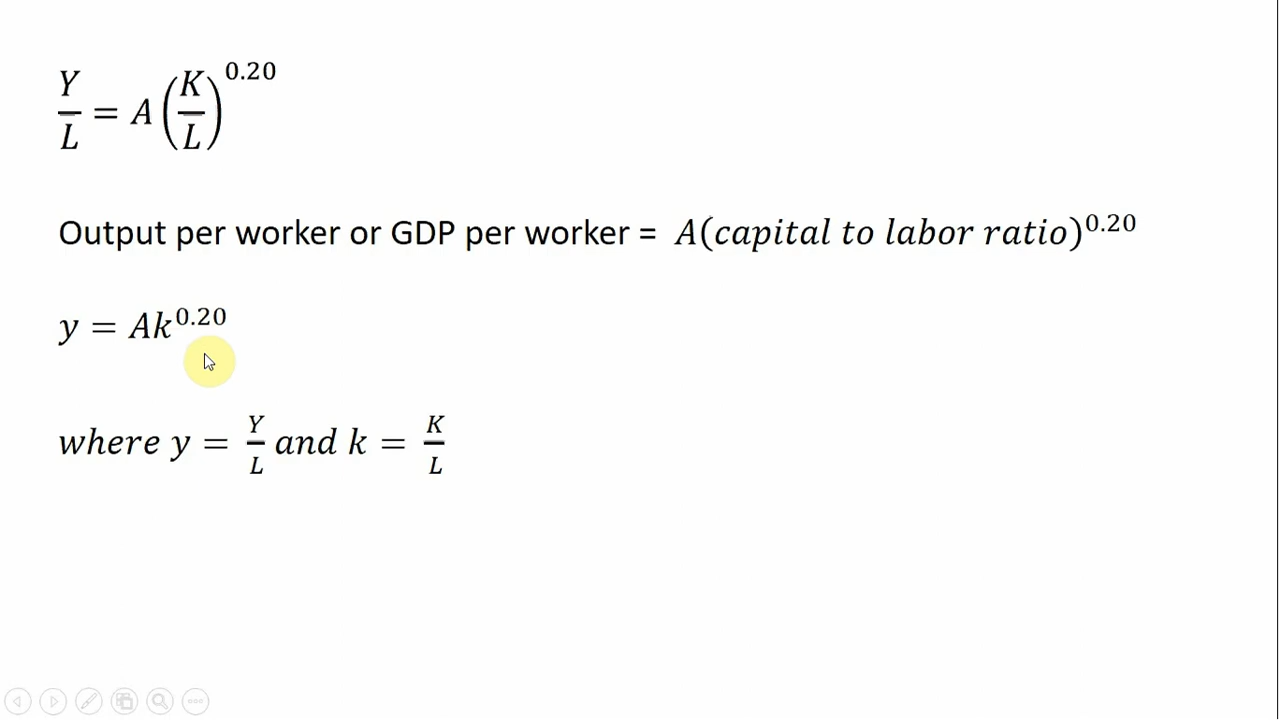 Y/L = A(K/L)^0.20
Output per worker or GDP per worker = A(capital to labor ratio)^0.20
y = Ak^0.20
where y = Y/L and k = K/L